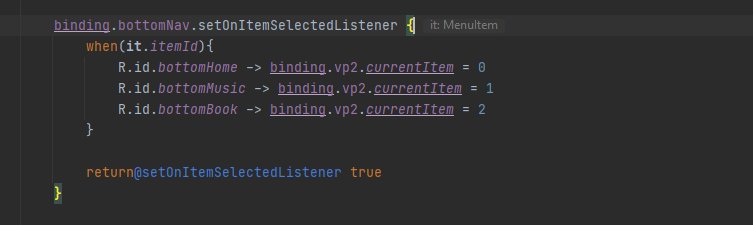 binding.bottomNav.setOnItemSelectedListener { it: MenuItem
when(it.itemId){
R.id.bottomHome -> binding.vp2.currentItem = 0
R.id.bottomMusic -> binding.vp2.currentItem = 1
R.id.bottomBook -> binding.vp2.currentItem = 2
}
return@setOnItemSelectedListener true
}